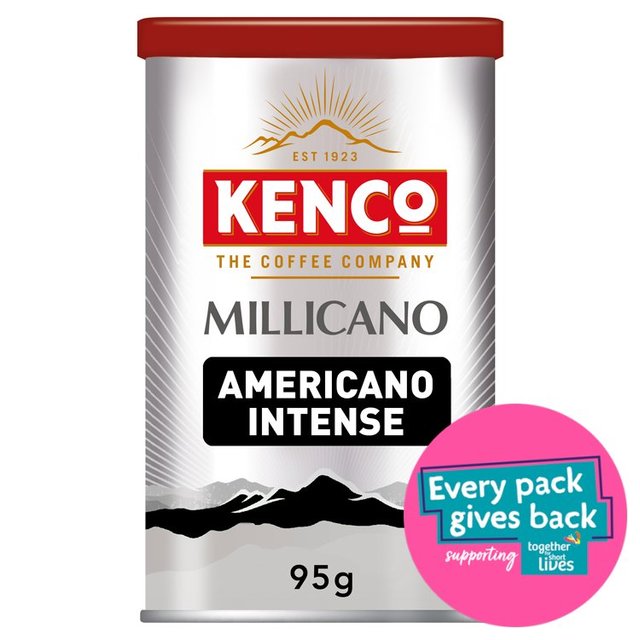 EST 1923
KENCO
THE COFFEE COMPANY
MILLICANO
AMERICANO
INTENSE
95g
Every pack
gives back
supporting
together
for short
lives